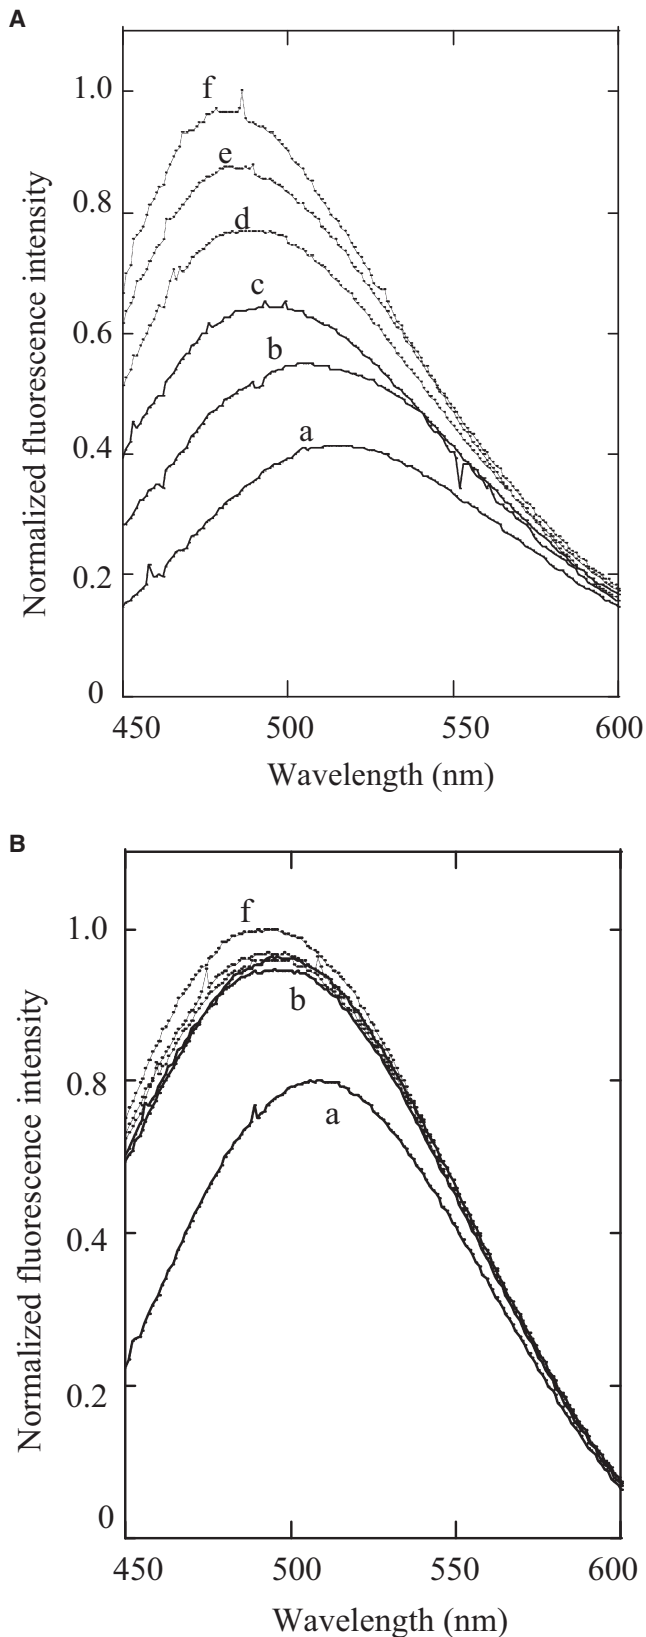 A
1.0
0.8
0.6
0.4
0.2
0
f
e
d
c
b
a
Normalized fluorescence intensity
450 500 550 600
Wavelength (nm)
B
1.0
0.8
0.4
0.2
0
f
b
a
Normalized fluorescence intensity
450 500 550 600
Wavelength (nm)